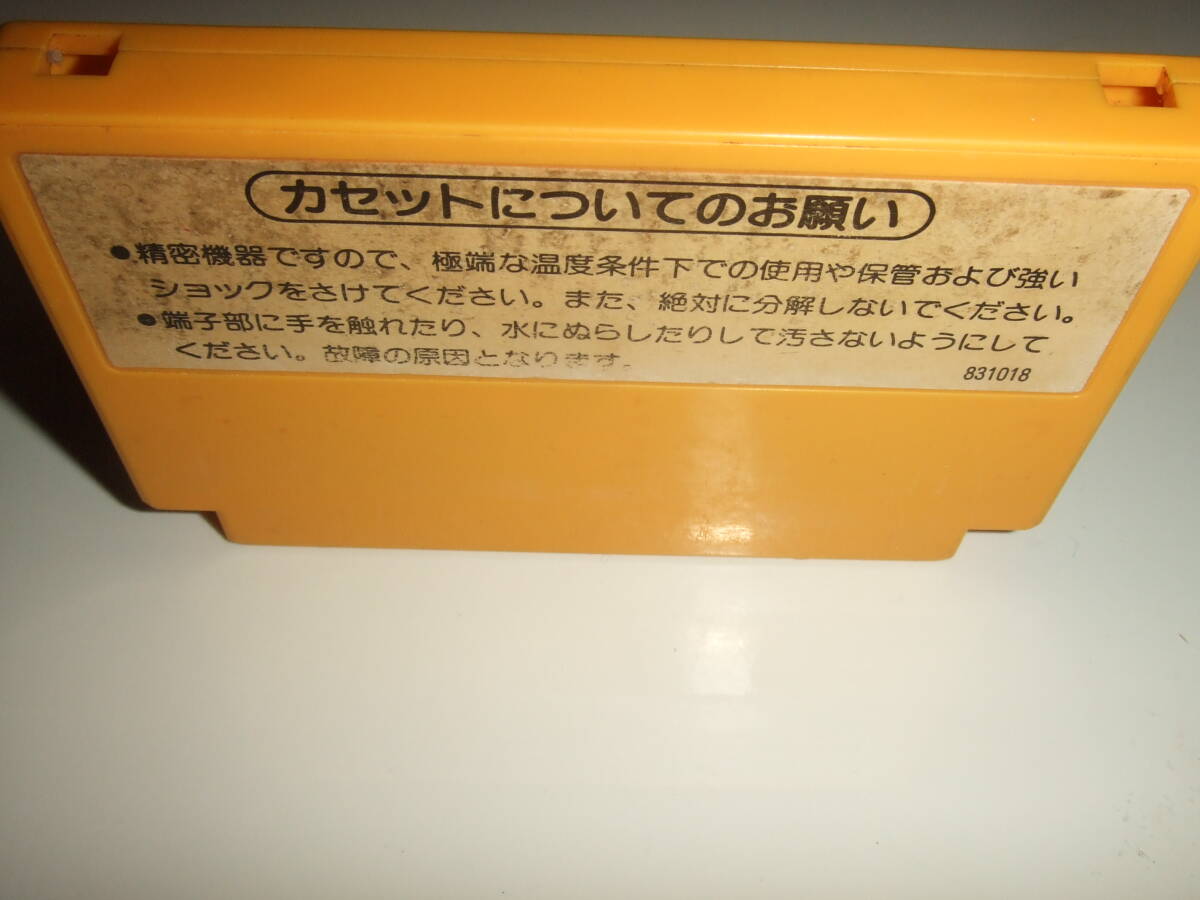 カセットについてのお願い
●精密機器ですので、極端な温度条件下での使用や保管および強い
ショックをさけてください。また、絶対に分解しないでください。
●端子部に手を触れたり、水にぬらしたりして汚さないようにして
ください。故障の原因となります。
831018